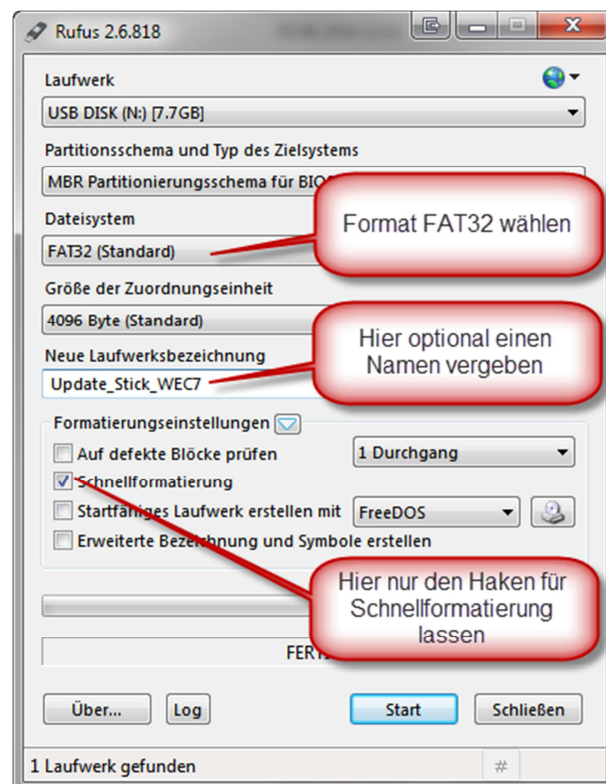 Rufus 2.6.818
Laufwerk
USB DISK (N:) [7.7GB]
Partitionsschema und Typ des Zielsystems
MBR Partitionierungsschema für
Dateisystem
Format FAT32 wählen
FAT32 (Standard)
Größe der Zuordnungseinheit
4096 Byte (Standard)
Neue Laufwerksbezeichnung
Hier optional einen
Namen vergeben
Update_Stick_WEC7
Formatierungseinstellungen
Auf defekte Blöcke prüfen
1 Durchgang
Schnellformatierung
Startfähiges Laufwerk erstellen mit
FreeDOS
Erweiterte Bezeichnung und Symbole erstellen
Hier nur den Haken für
Schnellformatierung
lassen
Über...
Log
Start
Schließen
1 Laufwerk gefunden
#